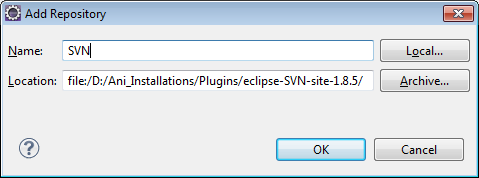 Add Repository
Name: SVN Local...
Location: file:/D:/Ani_Installations/Plugins/eclipse-SVN-site-1.8.5/ Archive...
? OK Cancel